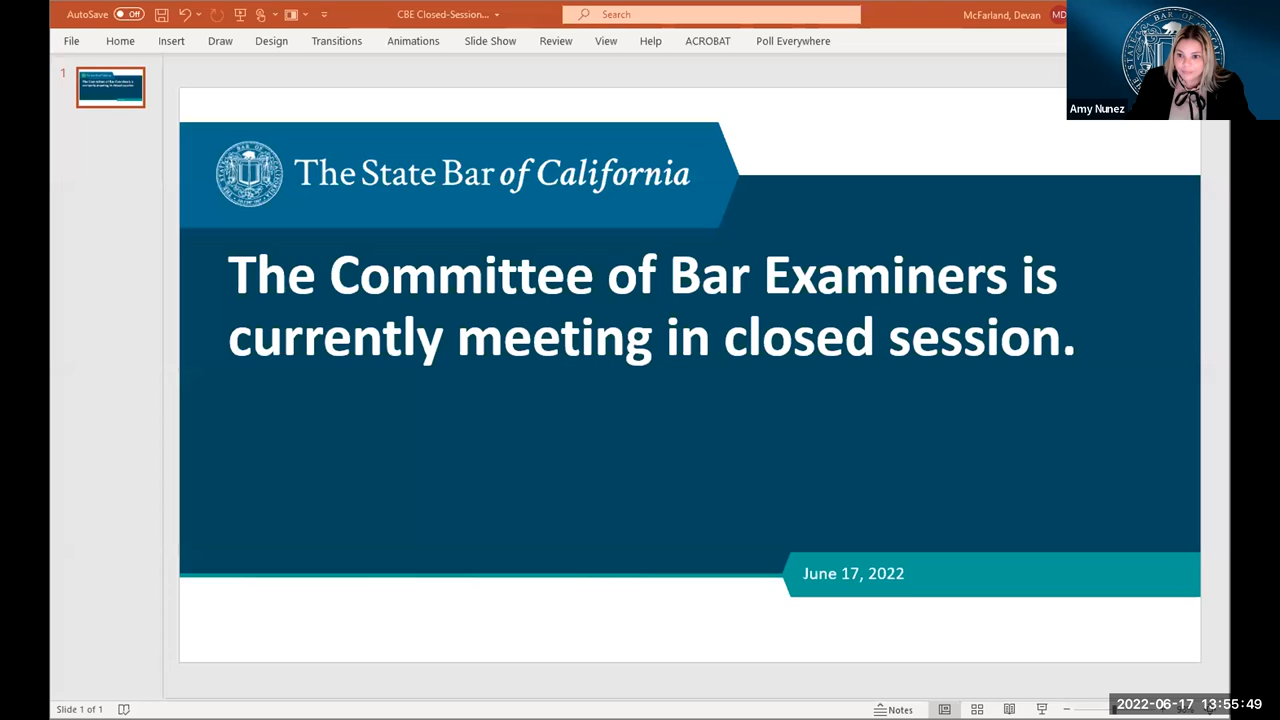 AutoSave Off CBE Closed-Session... Search McFarland, Devan MD
File Home Insert Draw Design Transitions Animations Slide Show Review View Help ACROBAT Poll Everywhere
Amy Nunez
1
The State Bar of California
The Committee of Bar Examiners is
currently meeting in closed session.
June 17, 2022
Slide 1 of 1 Notes
2022-06-17 13:55:49